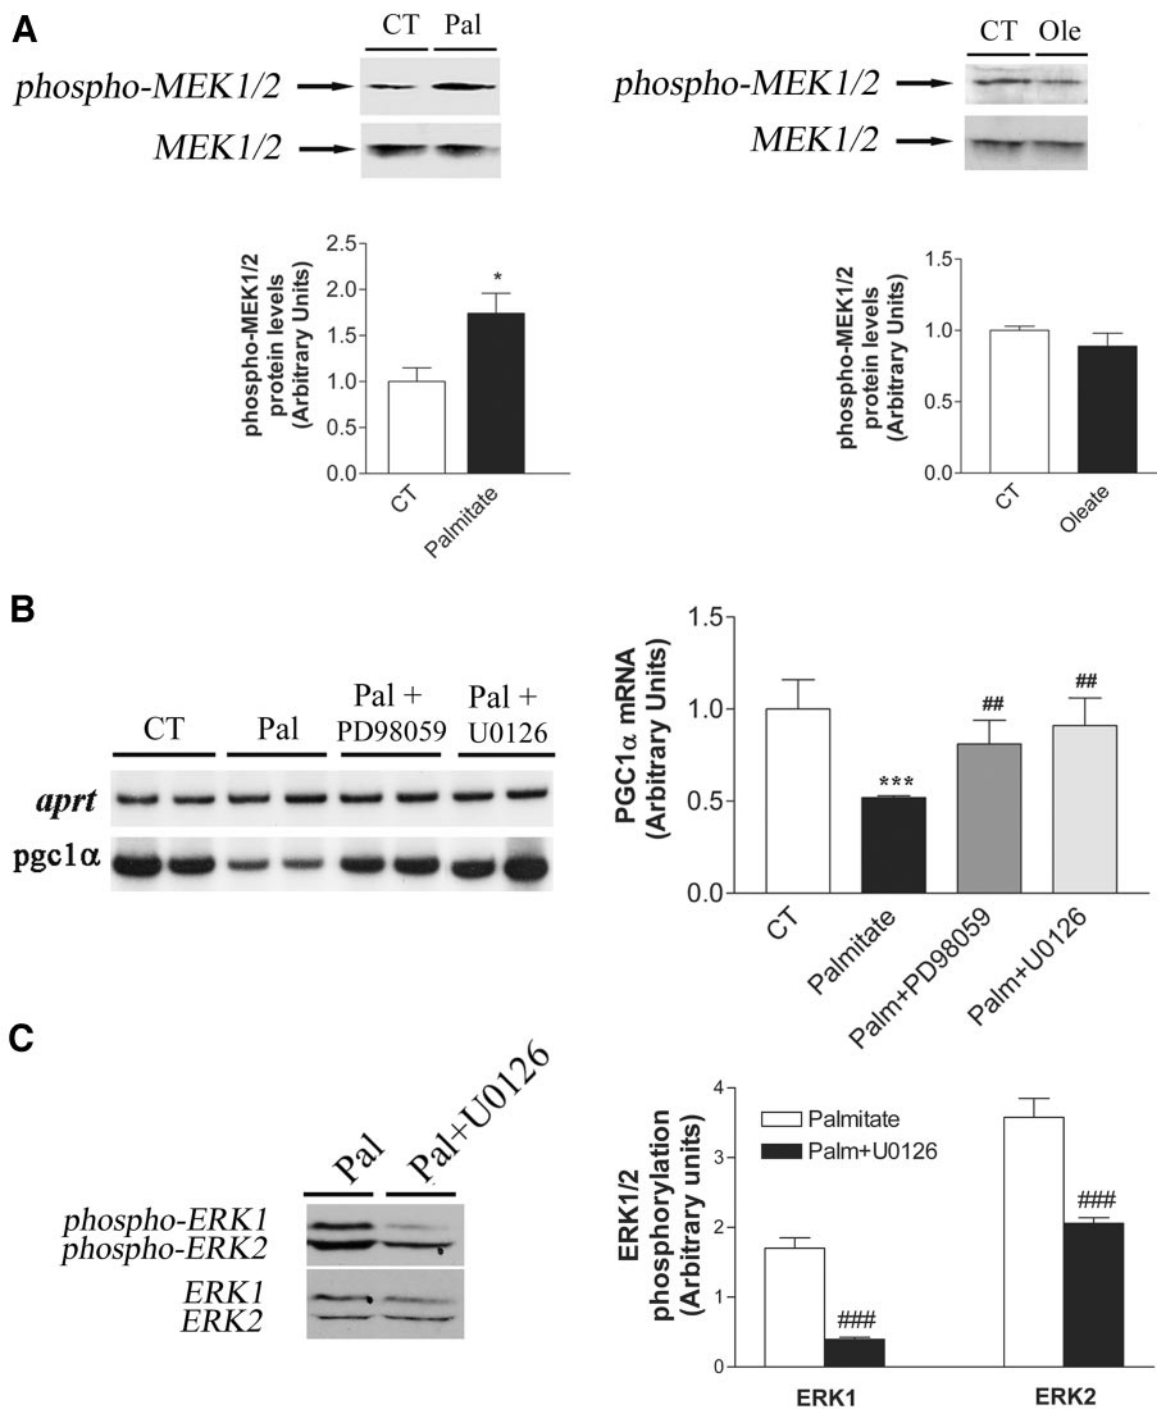 A
CT Pal
phospho-MEK1/2
MEK1/2
phospho-MEK1/2
protein levels
(Arbitrary Units)
2.5
2.0
1.5
1.0
0.5
0.0
*
CT
Palmitate
CT Ole
phospho-MEK1/2
MEK1/2
phospho-MEK1/2
protein levels
(Arbitrary Units)
1.5
1.0
0.5
0.0
CT
Oleate
B
CT
Pal
Pal +
PD98059
Pal +
U0126
aprt
pgc1α
PGC1α mRNA
(Arbitrary Units)
1.5
1.0
0.5
0.0
***
##
##
CT
Palmitate
Palm+PD98059
Palm+U0126
C
Pal
Pal+U0126
phospho-ERK1
phospho-ERK2
ERK1
ERK2
ERK1/2
phosphorylation
(Arbitrary units)
4
3
2
1
0
Palmitate
Palm+U0126
###
###
ERK1
ERK2